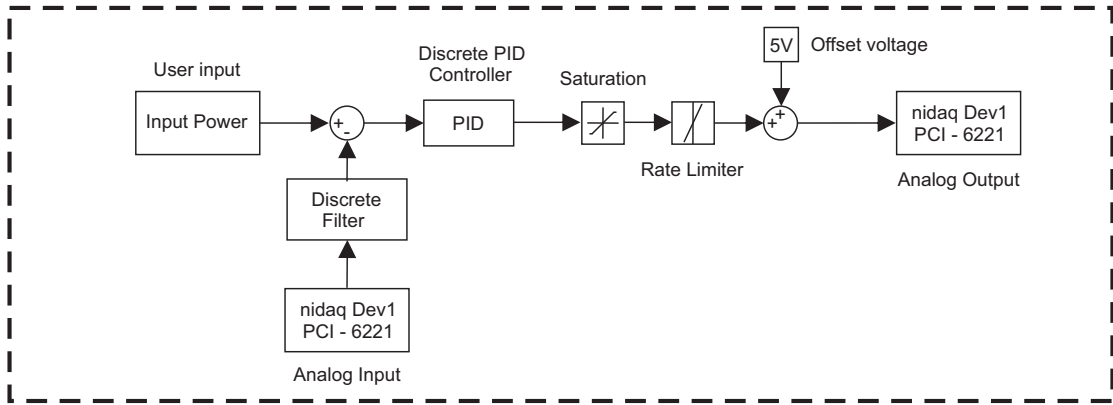 User input
Input Power
+
-
Discrete PID
Controller
PID
Saturation
Rate Limiter
5V
Offset voltage
+
+
nidaq Dev1
PCI - 6221
Analog Output
Discrete
Filter
nidaq Dev1
PCI - 6221
Analog Input